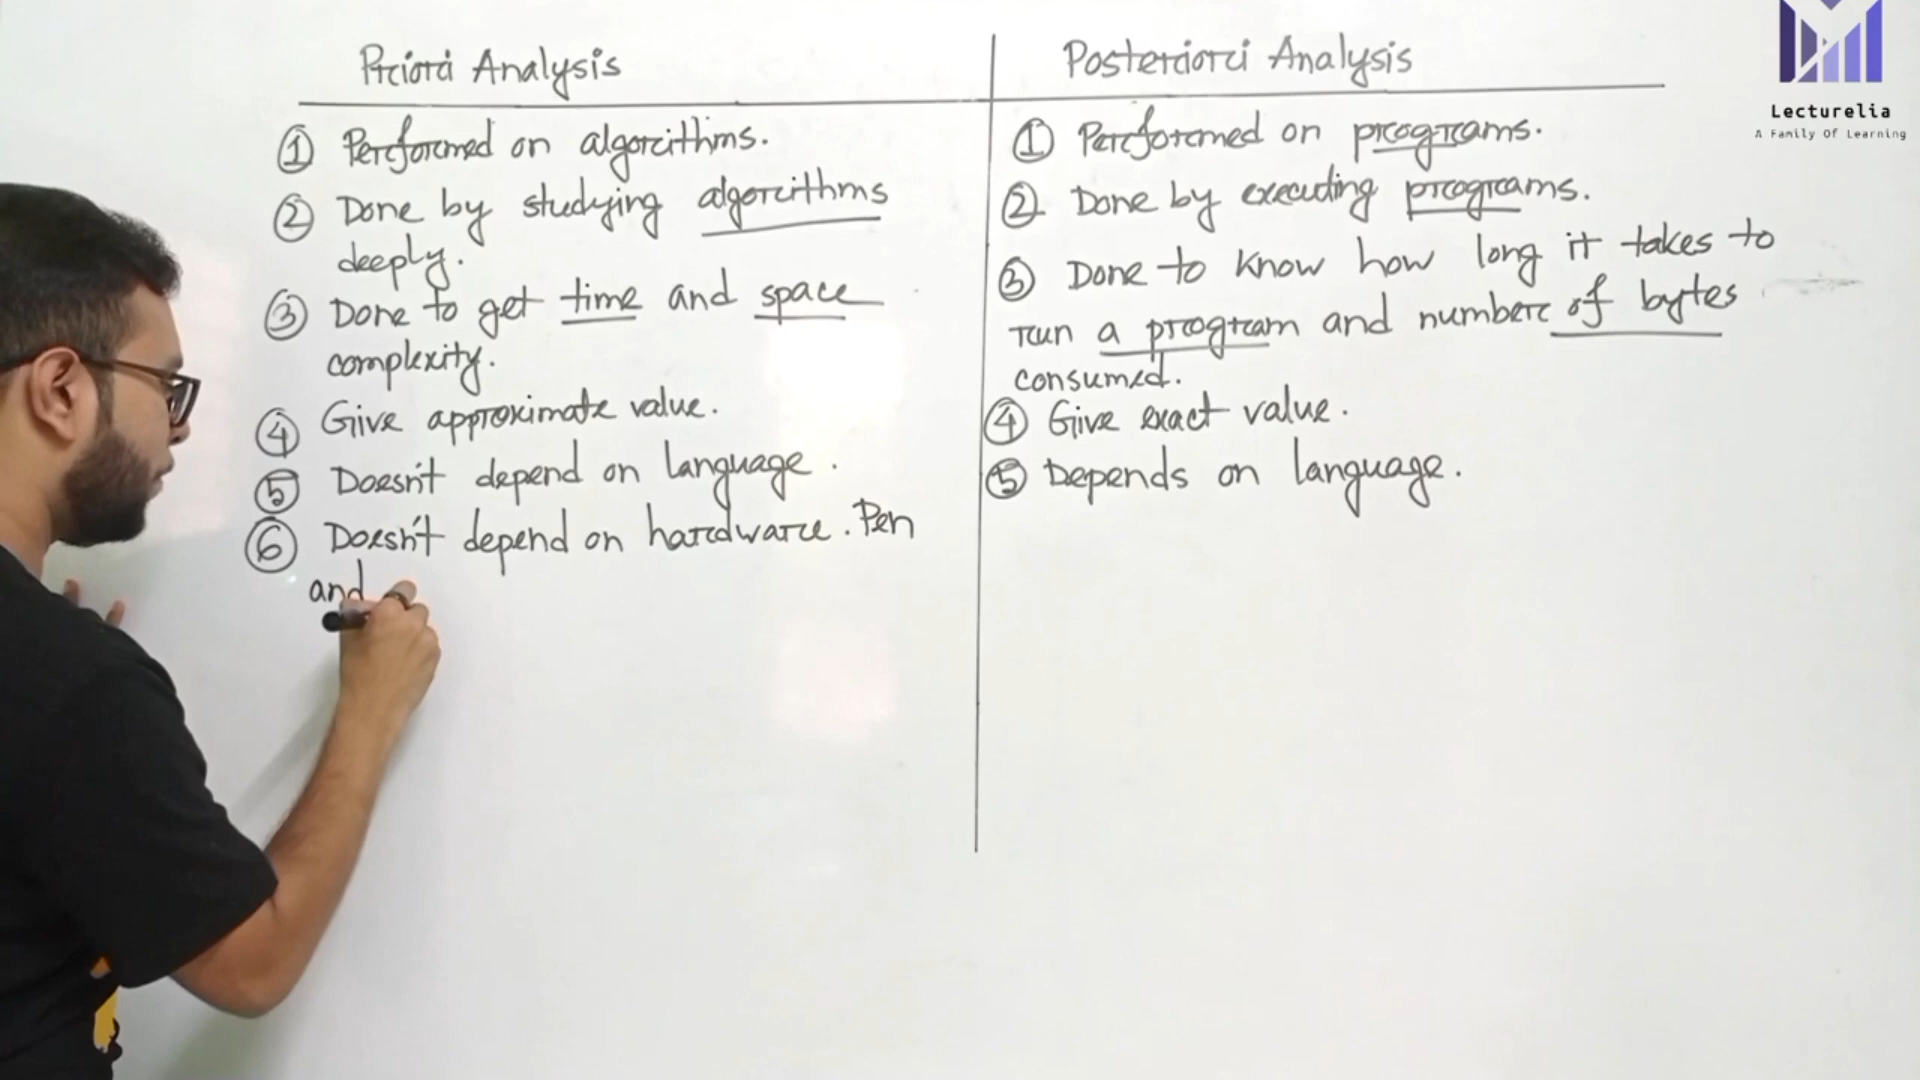 Priori Analysis
① Performed on algorithms.
② Done by studying algorithms
deeply.
③ Done to get time and space
complexity.
④ Give approximate value.
⑤ Doesn't depend on language.
⑥ Doesn't depend on hardware. Pen
and
Posteriori Analysis
① Performed on programs.
② Done by executing programs.
③ Done to know how long it takes to
run a program and number of bytes
consumed.
④ Give exact value.
⑤ Depends on language.
Lecturelia
A Family Of Learning